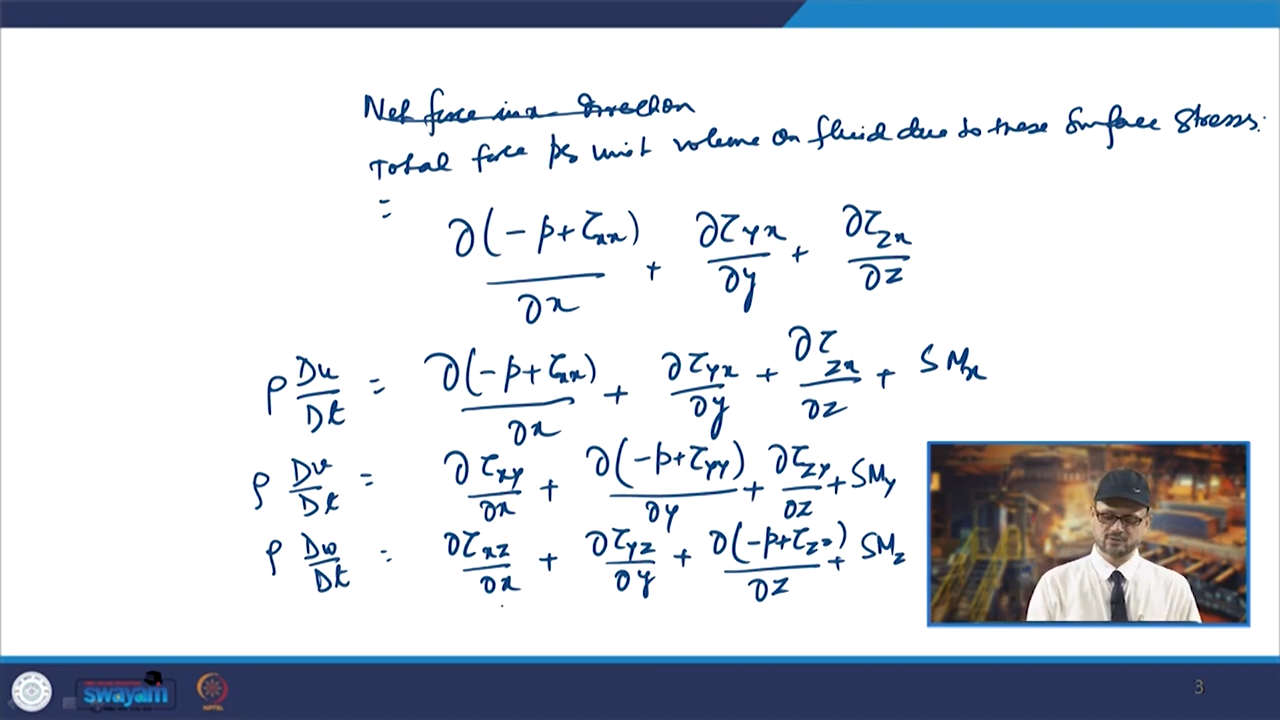 Net force in x- direction
Total force per unit volume on fluid due to these Surface Stresses.
=
∂(-p+τxx)/∂x + ∂τyx/∂y + ∂τzx/∂z
ρ Du/Dt = ∂(-p+τxx)/∂x + ∂τyx/∂y + ∂τzx/∂z + SMx
ρ Dv/Dt = ∂τxy/∂x + ∂(-p+τyy)/∂y + ∂τzy/∂z + SMy
ρ Dw/Dt = ∂τxz/∂x + ∂τyz/∂y + ∂(-p+τzz)/∂z + SMz
swayam
3